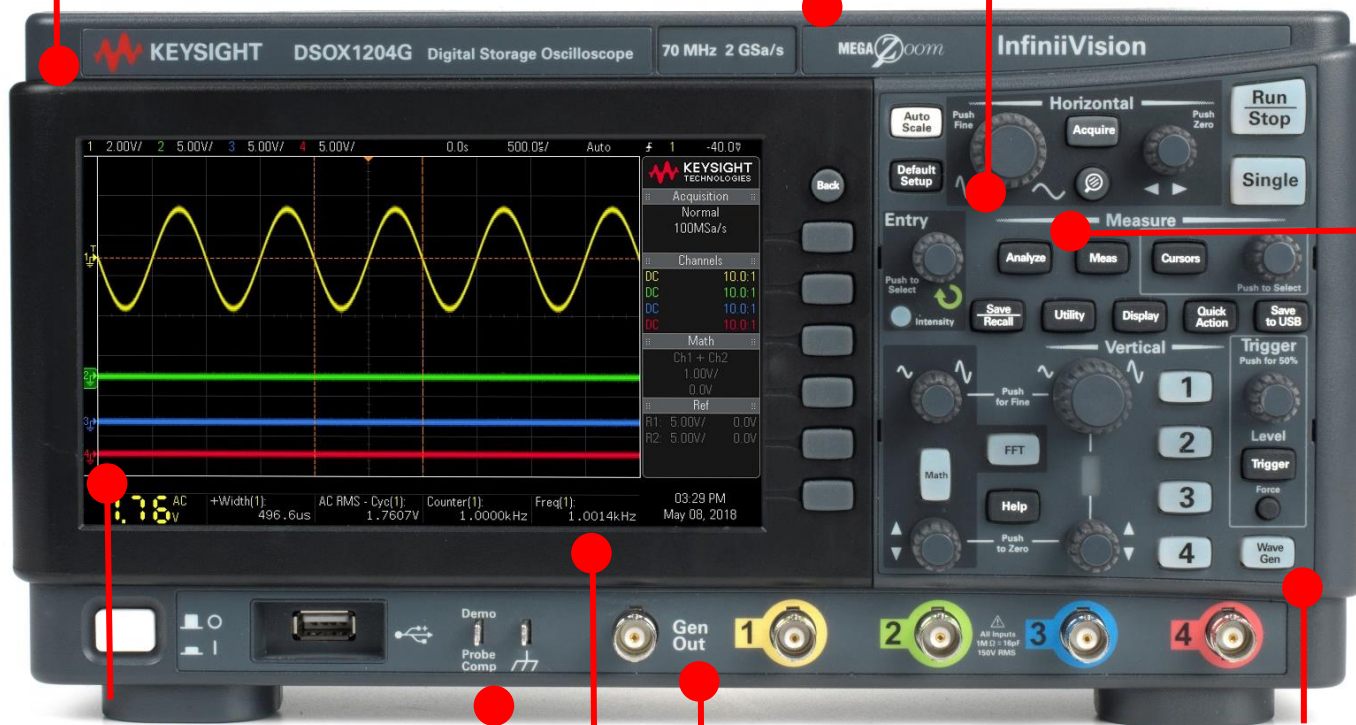 KEYSIGHT DSOX1204G Digital Storage Oscilloscope 70 MHz 2 GSa/s MEGA Zoom InfiniiVision
Auto Scale
Push Fine
Horizontal
Acquire
Push Zero
Run Stop
Default Setup
Single
1 2.00V/ 2 5.00V/ 3 5.00V/ 4 5.00V/ 0.0s 500.0 Auto 1 -40.0
KEYSIGHT
TECHNOLOGIES
Acquisition
Normal
100MSa/s
Channels
DC 10.0:1
DC 10.0:1
DC 10.0:1
DC 10.0:1
Math
Ch1 + Ch2
1.00V/
0.0V
Ref
R1: 5.00V/ 0.0V
R2: 5.00V/ 0.0V
T
1
2
3
AC +Width(1): AC RMS - Cyc(1): Counter(1): Freq(1):
1.76 V 496.6us 1.7607V 1.0000kHz 1.0014kHz
03:29 PM
May 08, 2018
Back
Entry
Push to Select
Intensity
Measure
Analyze
Meas
Cursors
Push to Select
Save Recall
Utility
Display
Quick Action
Save to USB
Vertical
Push for Fine
FFT
Math
Help
Push to Zero
1
2
3
4
Trigger
Push for 50%
Level
Trigger
Force
Wave Gen
Demo
Probe
Comp
Gen
Out
1
2
All Inputs
1MΩ = 16pF
150V RMS
3
4